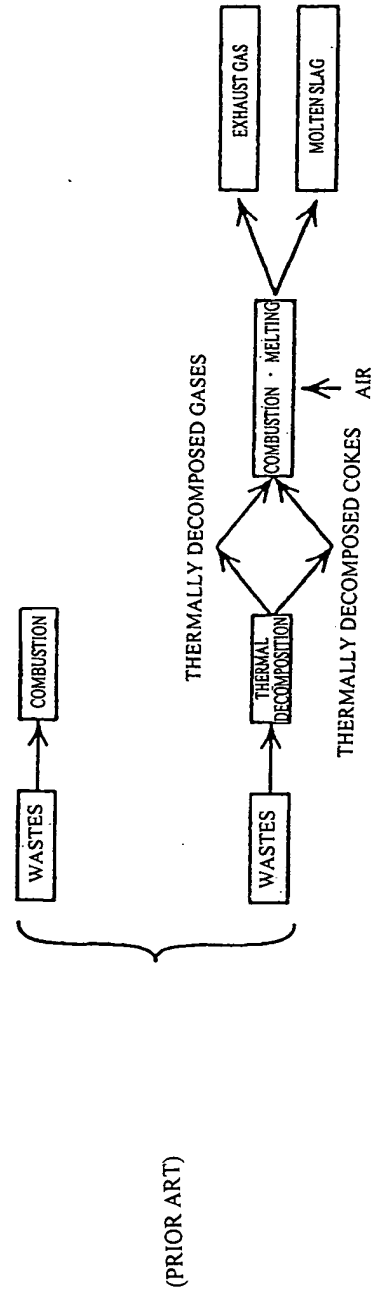 (PRIOR ART)
WASTES
COMBUSTION
WASTES
THERMAL
DECOMPOSITION
THERMALLY DECOMPOSED GASES
THERMALLY DECOMPOSED COKES
COMBUSTION · MELTING
AIR
EXHAUST GAS
MOLTEN SLAG